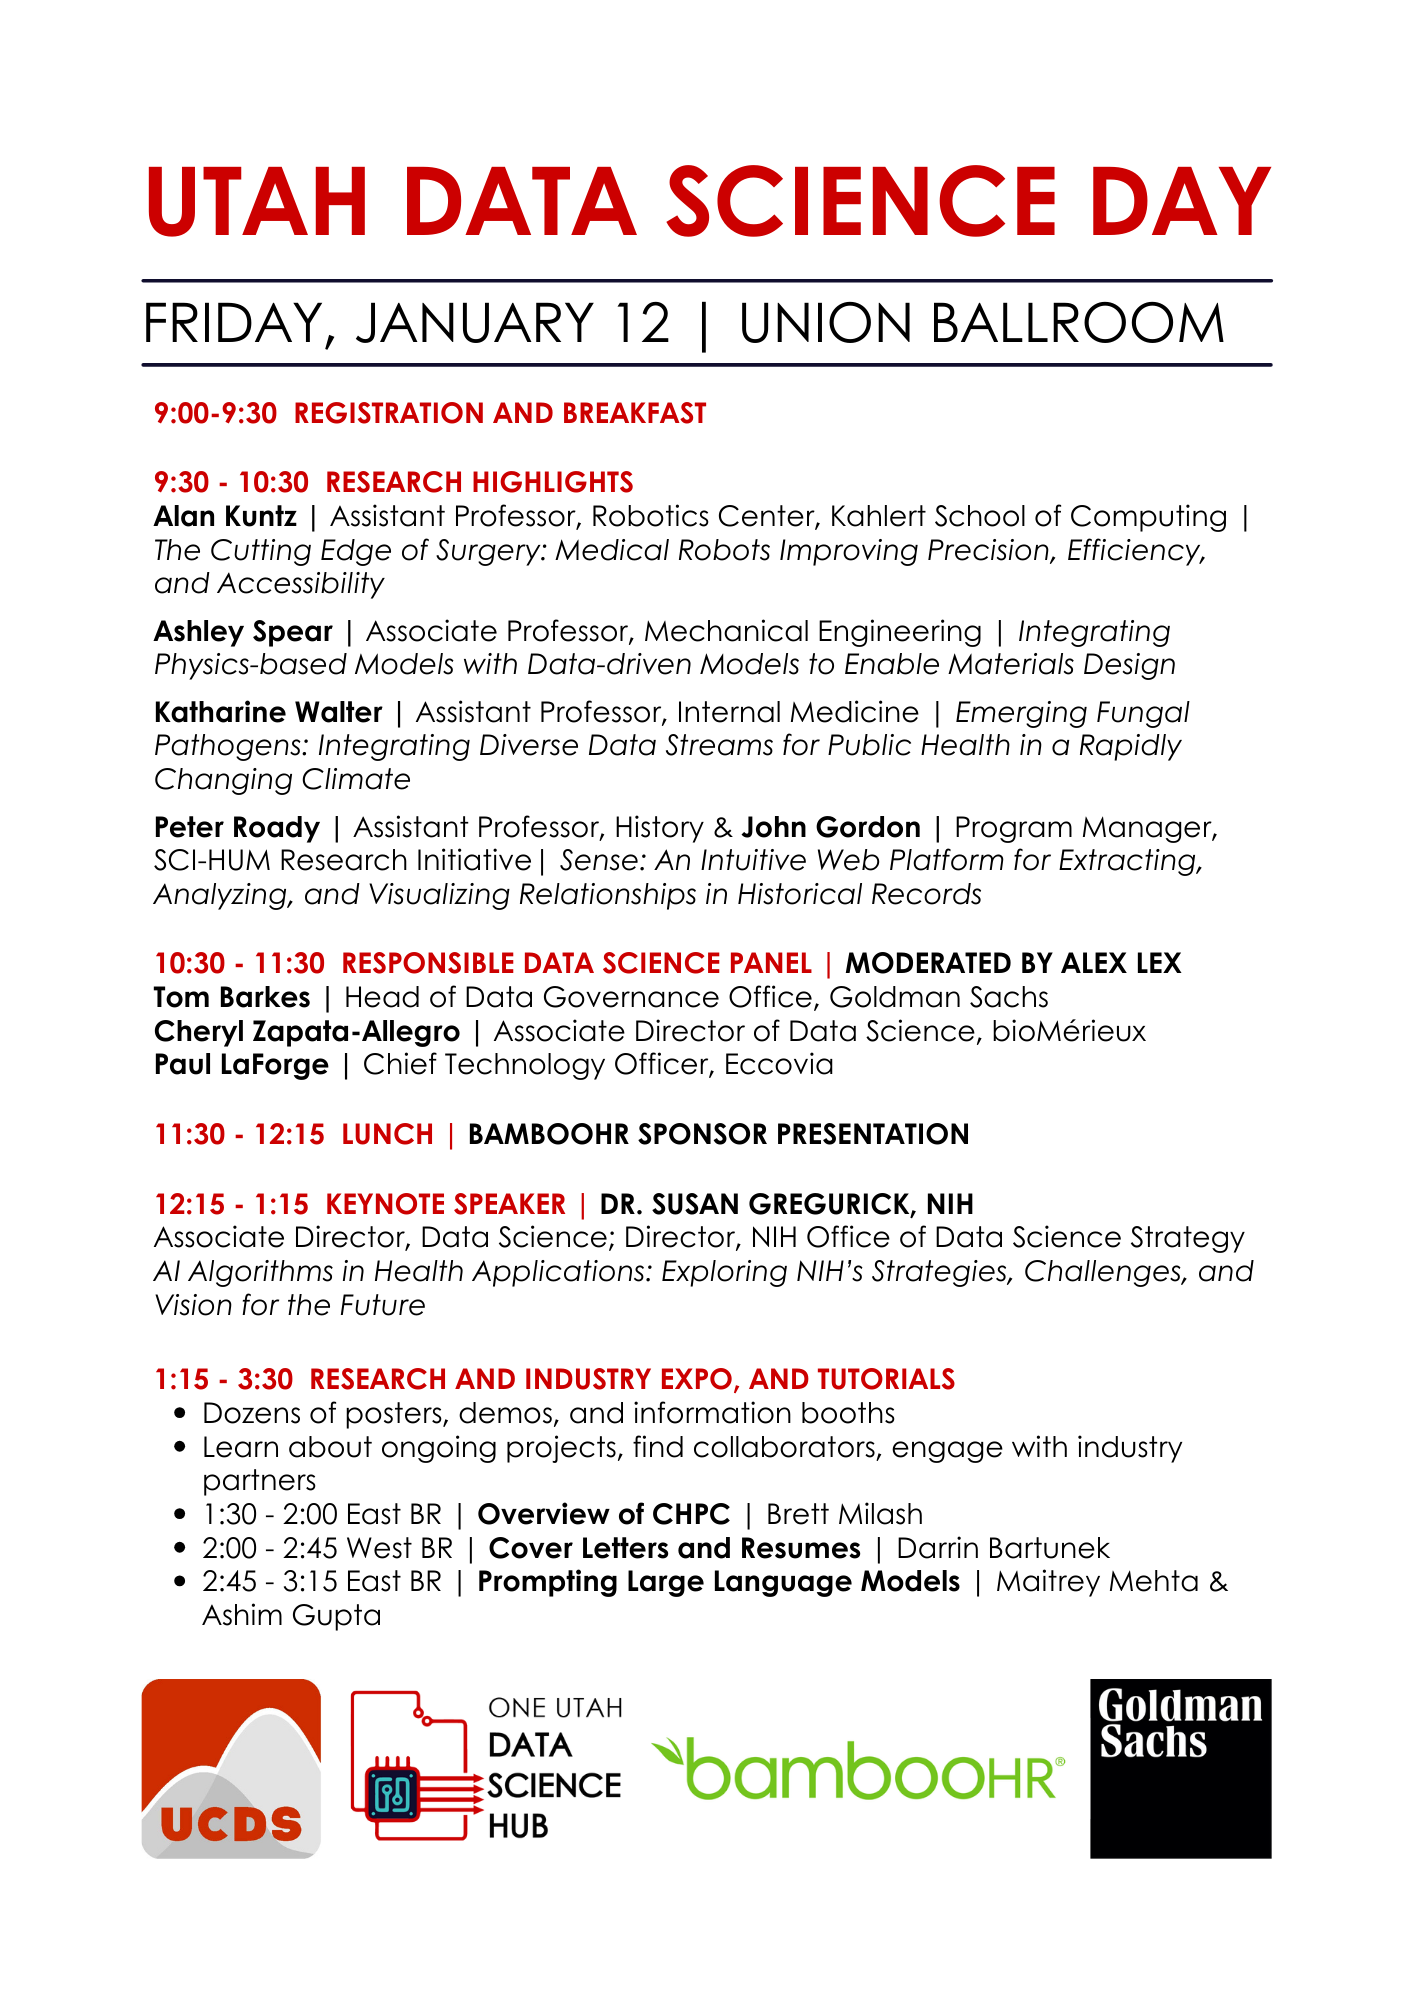 UTAH DATA SCIENCE DAY
FRIDAY, JANUARY 12 | UNION BALLROOM
9:00-9:30 REGISTRATION AND BREAKFAST
9:30 - 10:30 RESEARCH HIGHLIGHTS
Alan Kuntz | Assistant Professor, Robotics Center, Kahlert School of Computing |
The Cutting Edge of Surgery: Medical Robots Improving Precision, Efficiency,
and Accessibility
Ashley Spear | Associate Professor, Mechanical Engineering | Integrating
Physics-based Models with Data-driven Models to Enable Materials Design
Katharine Walter | Assistant Professor, Internal Medicine | Emerging Fungal
Pathogens: Integrating Diverse Data Streams for Public Health in a Rapidly
Changing Climate
Peter Roady | Assistant Professor, History & John Gordon | Program Manager,
SCI-HUM Research Initiative| Sense: An Intuitive Web Platform for Extracting,
Analyzing, and Visualizing Relationships in Historical Records
10:30 - 11:30 RESPONSIBLE DATA SCIENCE PANEL | MODERATED BY ALEX LEX
Tom Barkes | Head of Data Governance Office, Goldman Sachs
Cheryl Zapata-Allegro | Associate Director of Data Science, bioMérieux
Paul LaForge | Chief Technology Officer, Eccovia
11:30 - 12:15 LUNCH | BAMBOOHR SPONSOR PRESENTATION
12:15 - 1:15 KEYNOTE SPEAKER | DR. SUSAN GREGURICK, NIH
Associate Director, Data Science; Director, NIH Office of Data Science Strategy
AI Algorithms in Health Applications: Exploring NIH's Strategies, Challenges, and
Vision for the Future
1:15 - 3:30 RESEARCH AND INDUSTRY EXPO, AND TUTORIALS
• Dozens of posters, demos, and information booths
• Learn about ongoing projects, find collaborators, engage with industry
partners
• 1:30 - 2:00 East BR | Overview of CHPC | Brett Milash
• 2:00 - 2:45 West BR | Cover Letters and Resumes | Darrin Bartunek
• 2:45 - 3:15 East BR | Prompting Large Language Models | Maitrey Mehta &
Ashim Gupta
UCDS
ONE UTAH
DATA
SCIENCE
HUB
bambooHR®
Goldman
Sachs